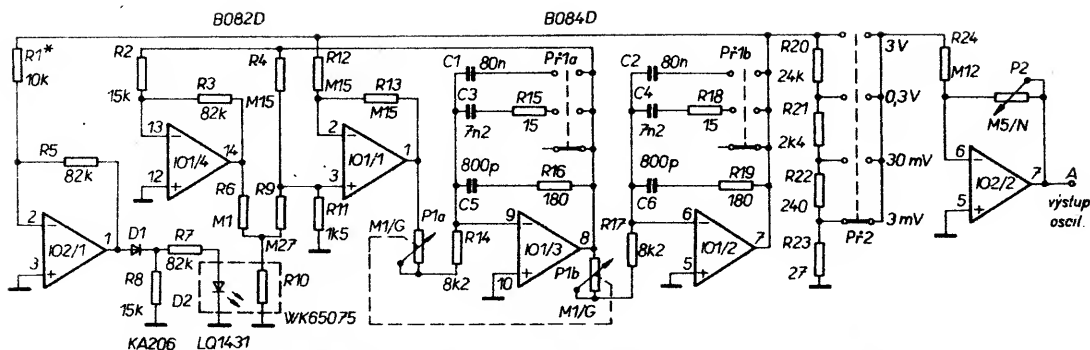 B082D
B084D
R1*
10k
R2
15k
R3
82k
R4
M15
R12
M15
R13
M15
C1
80n
Př1a
C3
7n2
R15
15
C2
80n
Př1b
C4
7n2
R18
15
R20
24k
3V
R24
M12
P2
M5/N
0,3V
R21
2k4
R5
82k
13
12
14
IO1/4
2
3
1
IO1/1
800p
C5
R16
180
800p
C6
R19
180
R22
240
30 mV
6
5
7
IO2/2
A
výstup
oscil.
R6
M1
R9
M27
R11
1k5
P1a
M1/G
R14
8k2
9
10
8
IO1/3
R17
8k2
6
5
7
IO1/2
3 mV
Př2
R23
27
2
3
1
IO2/1
D1
R7
82k
R8
15k
D2
R10
P1b
M1/G
WK65075
KA206
LQ1431